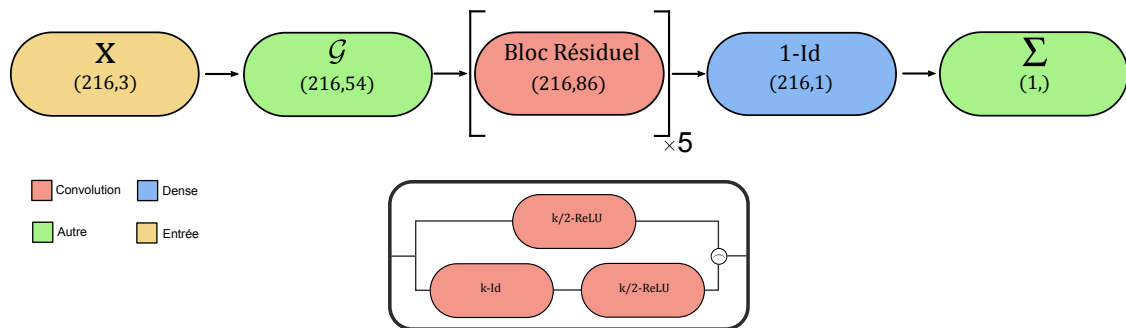 X
(216,3)
𝒢
(216,54)
Bloc Résiduel
(216,86)
×5
1-Id
(216,1)
Σ
(1,)
Convolution
Dense
Autre
Entrée
k/2-ReLU
k-Id
k/2-ReLU